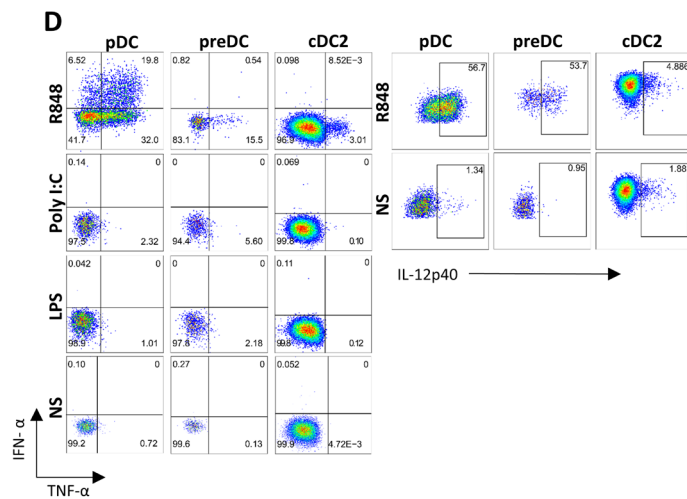 D
pDC preDC cDC2
R848
6.52 19.8 0.82 0.54 0.098 8.52E−3
41.7 32.0 83.1 15.5 96.9 3.01
Poly I:C
0.14 0 0 0 0.069 0
97.5 2.32 94.4 5.60 99.8 0.10
LPS
0.042 0 0 0 0.11 0
98.9 1.01 97.8 2.18 0.12
NS
0.10 0 0.27 0 0.052 0
99.2 0.72 99.6 0.13 99.9 4.72E−3
IFN- α
TNF-α
pDC preDC cDC2
R848
56.7 53.7 4.886
NS
1.34 0.95 1.88
IL-12p40